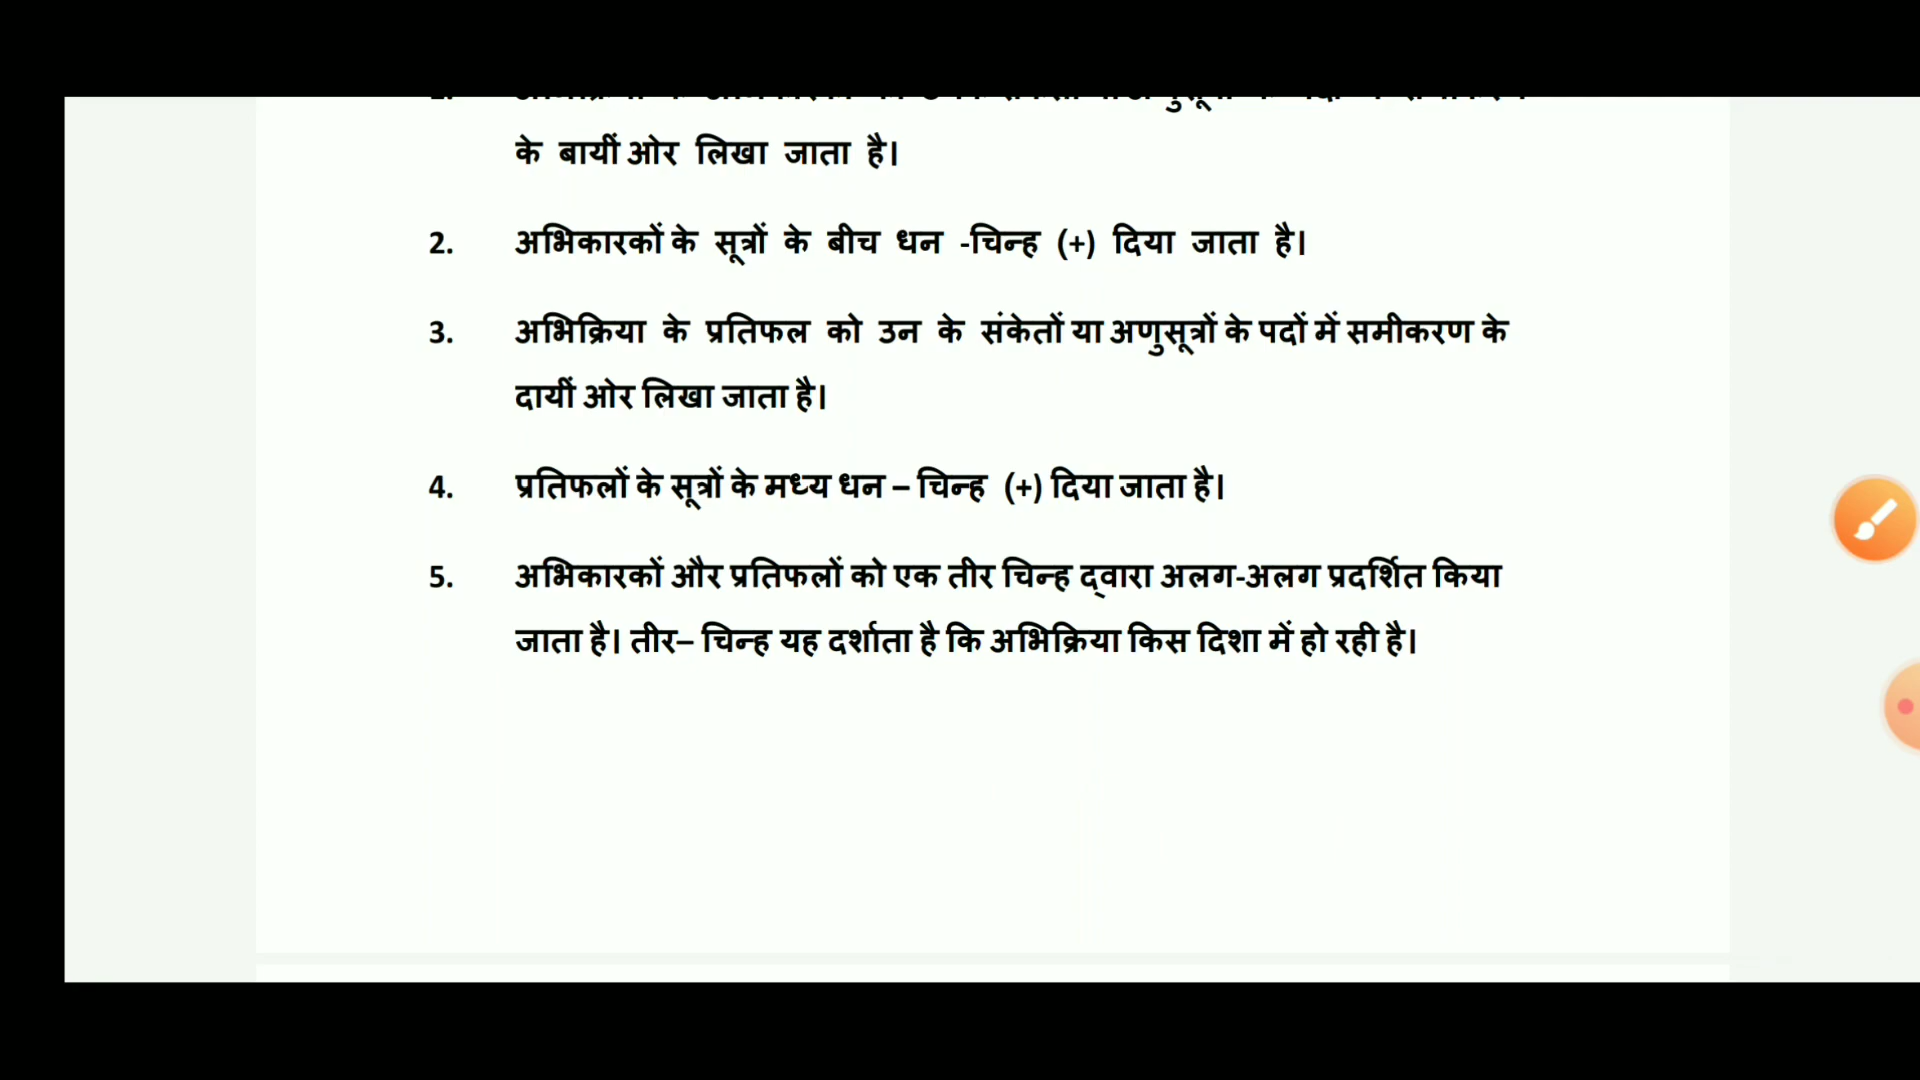 के बायीं ओर लिखा जाता है।
2. अभिकारकों के सूत्रों के बीच धन -चिन्ह (+) दिया जाता है।
3. अभिक्रिया के प्रतिफल को उन के संकेतों या अणुसूत्रों के पदों में समीकरण के
दायीं ओर लिखा जाता है।
4. प्रतिफलों के सूत्रों के मध्य धन – चिन्ह (+) दिया जाता है।
5. अभिकारकों और प्रतिफलों को एक तीर चिन्ह द्वारा अलग-अलग प्रदर्शित किया
जाता है। तीर– चिन्ह यह दर्शाता है कि अभिक्रिया किस दिशा में हो रही है।